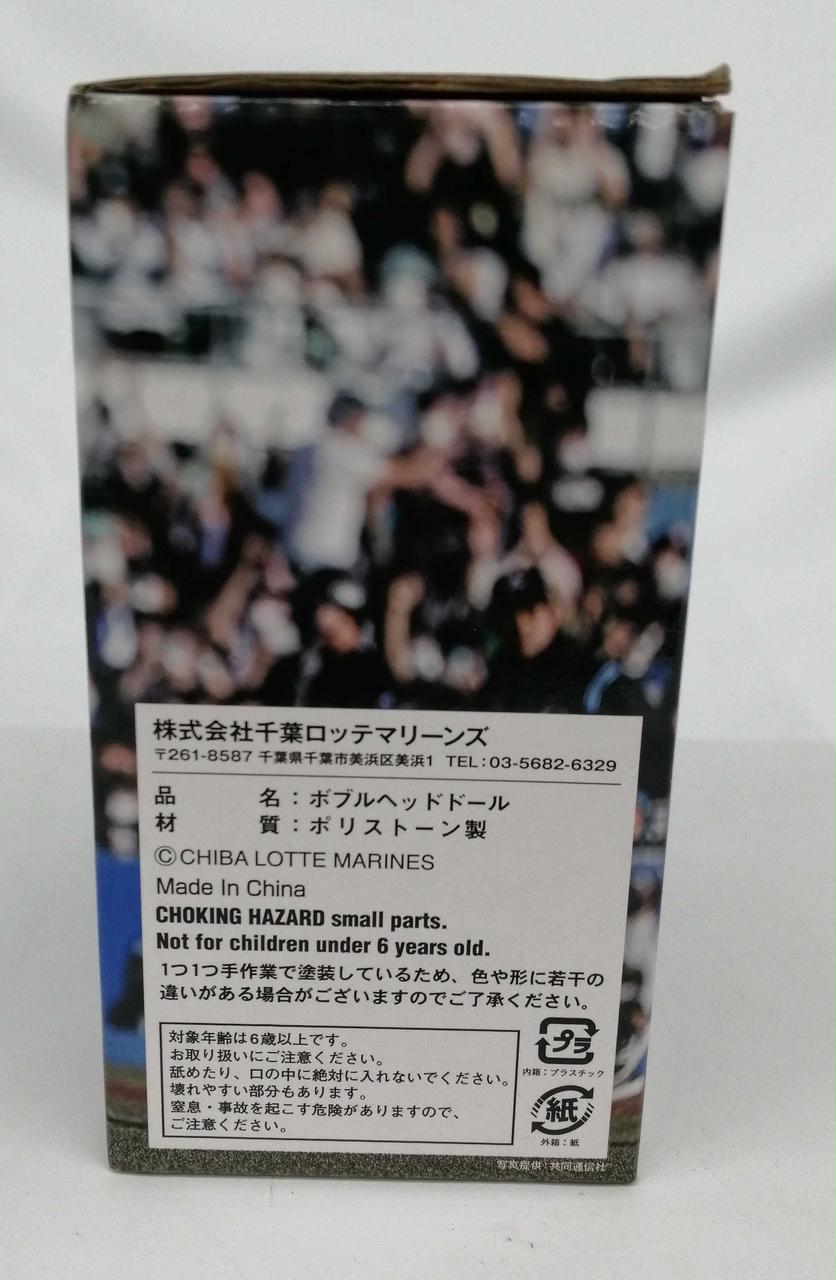 株式会社千葉ロッテマリーンズ
〒261-8587 千葉県千葉市美浜区美浜1 TEL:03-5682-6329
品 名:ボブルヘッドドール
材 質:ポリストーン製
©CHIBA LOTTE MARINES
Made In China
CHOKING HAZARD small parts.
Not for children under 6 years old.
1つ1つ手作業で塗装しているため、色や形に若干の
違いがある場合がございますのでご了承ください。
対象年齢は6歳以上です。
お取り扱いにご注意ください。
舐めたり、口の中に絶対に入れないでください。
壊れやすい部分もあります。
窒息・事故を起こす危険がありますので、
ご注意ください。
プラ
内箱:プラスチック
紙
外箱:紙
写真提供:共同通信社